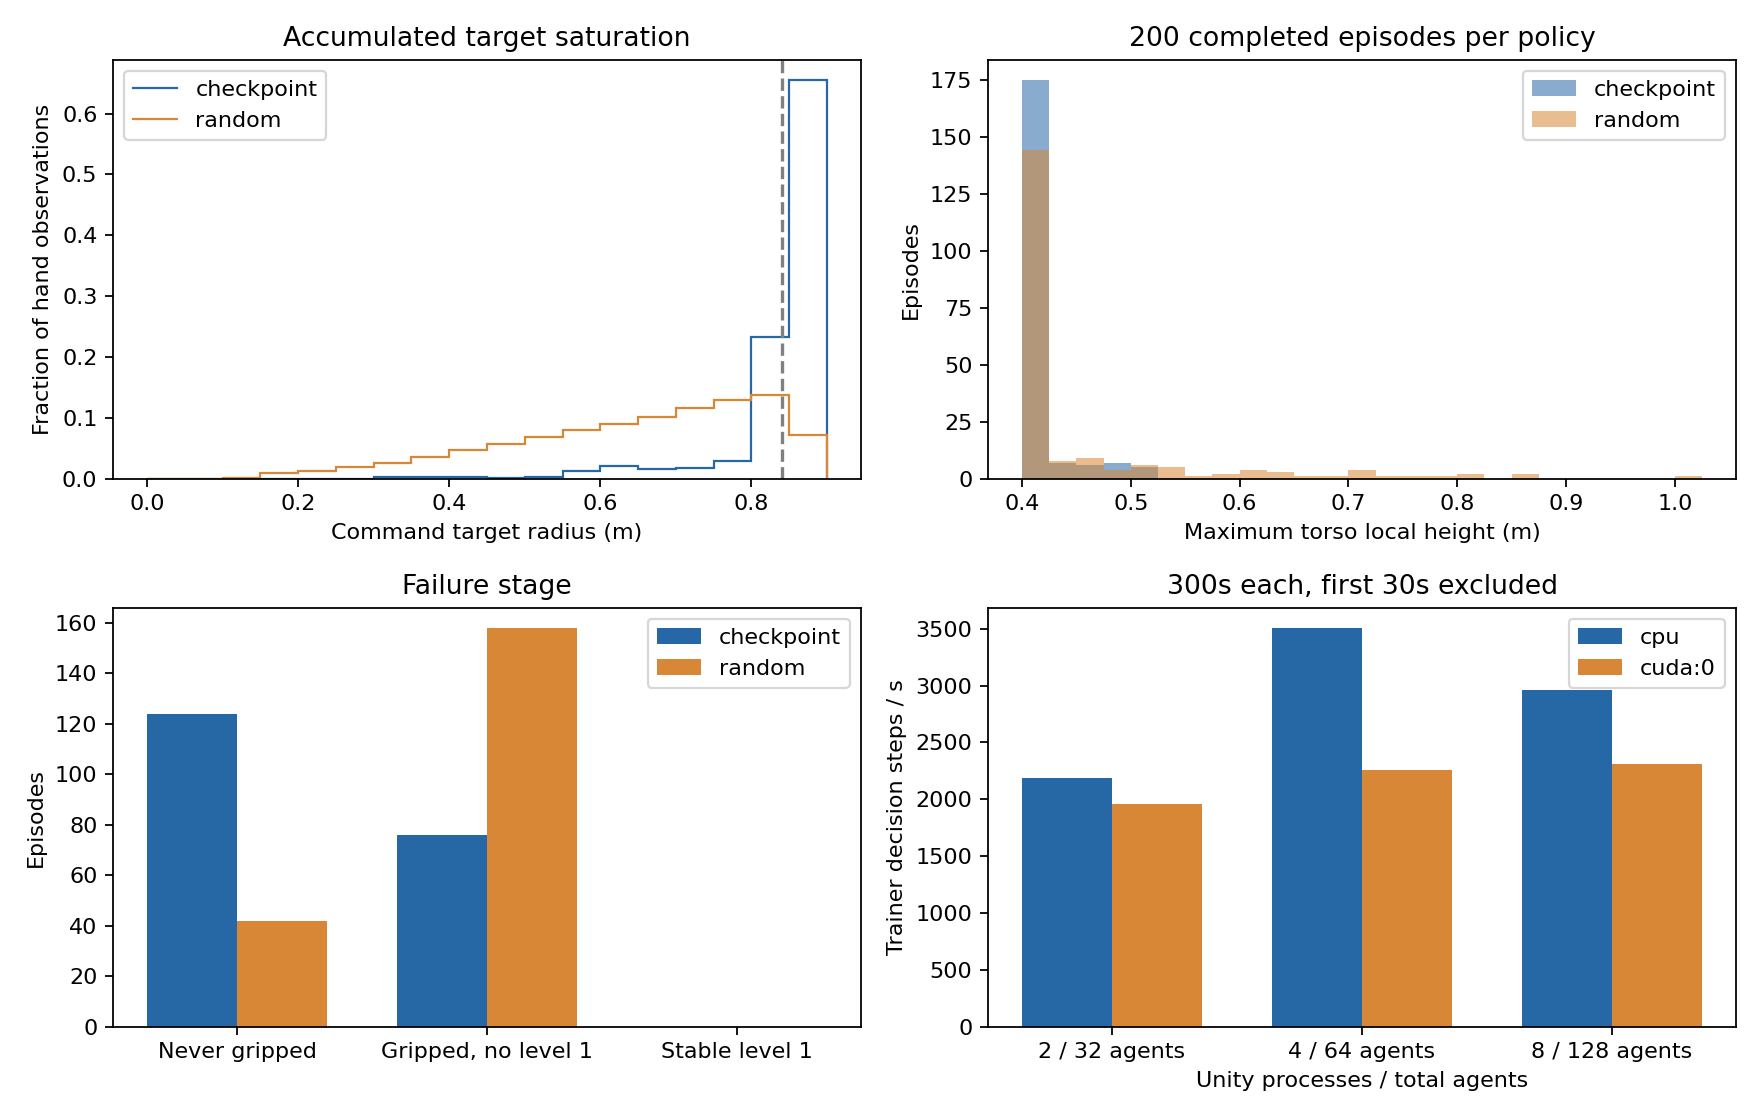 Accumulated target saturation
checkpoint
random
0.6
0.5
0.4
0.3
0.2
0.1
0.0
Fraction of hand observations
0.0 0.2 0.4 0.6 0.8
Command target radius (m)
200 completed episodes per policy
checkpoint
random
175
150
125
100
75
50
25
0
Episodes
0.4 0.5 0.6 0.7 0.8 0.9 1.0
Maximum torso local height (m)
Failure stage
checkpoint
random
160
140
120
100
80
60
40
20
0
Episodes
Never gripped Gripped, no level 1 Stable level 1
300s each, first 30s excluded
cpu
cuda:0
3500
3000
2500
2000
1500
1000
500
0
Trainer decision steps / s
2 / 32 agents 4 / 64 agents 8 / 128 agents
Unity processes / total agents